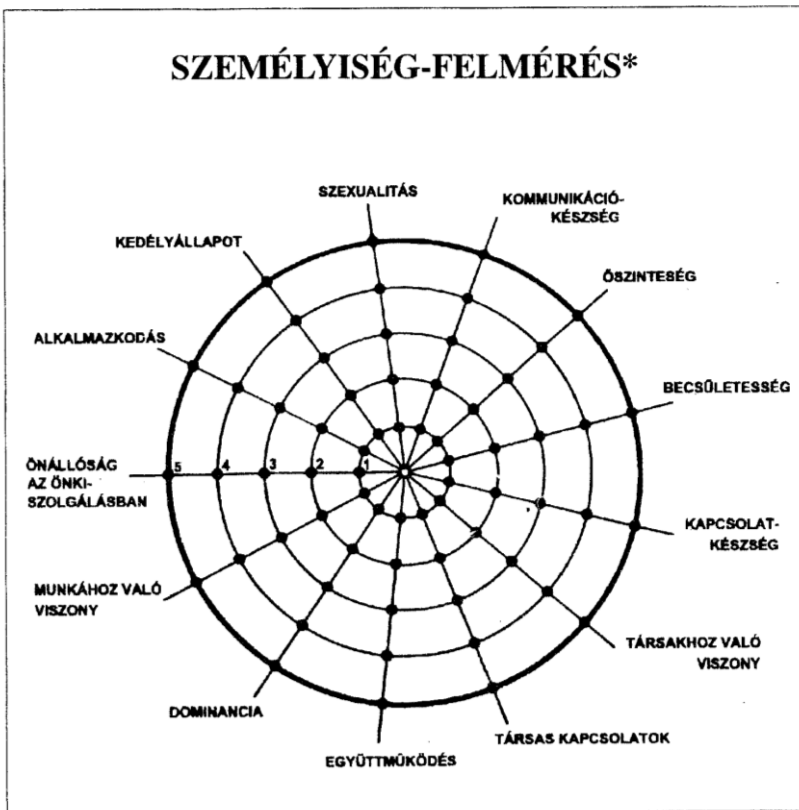 SZEMÉLYISÉG-FELMÉRÉS*
SZEXUALITÁS
KOMMUNIKÁCIÓ-
KÉSZSÉG
KEDÉLYÁLLAPOT
ŐSZINTESÉG
ALKALMAZKODÁS
BECSŰLETESSÉG
ÖNÁLLÓSÁG
AZ ÖNKI-
SZOLGÁLÁSBAN
5 4 3 2 1
KAPCSOLAT-
KÉSZSÉG
MUNKÁHOZ VALÓ
VISZONY
TÁRSAKHOZ VALÓ
VISZONY
DOMINANCIA
TÁRSAS KAPCSOLATOK
EGYÜTTMŰKÖDÉS